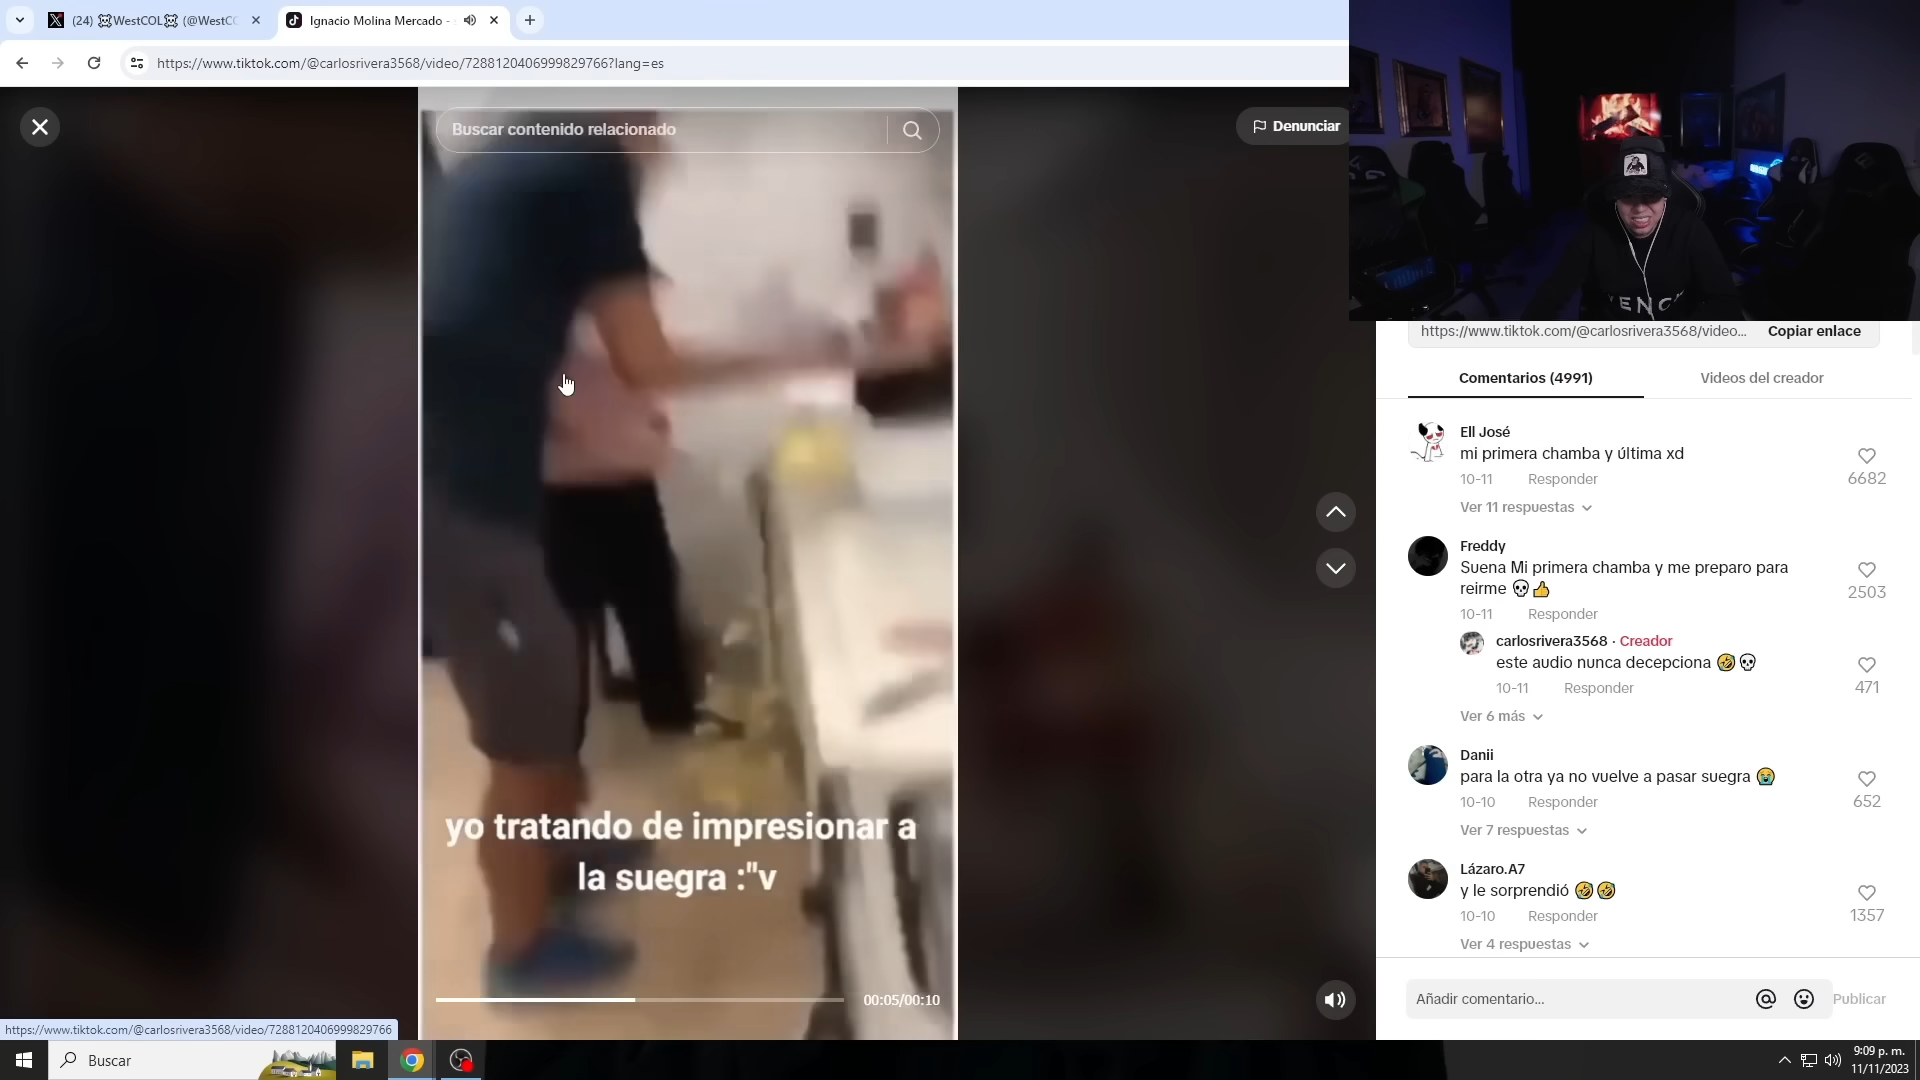 (24) ☠️WestCOL☠️ (@WestCO
Ignacio Molina Mercado -
https://www.tiktok.com/@carlosrivera3568/video/7288120406999829766?lang=es
Buscar contenido relacionado
Denunciar
yo tratando de impresionar a
la suegra :"v
00:05/00:10
https://www.tiktok.com/@carlosrivera3568/video...
Copiar enlace
Comentarios (4991)
Videos del creador
Ell José
mi primera chamba y última xd
6682
10-11 Responder
Ver 11 respuestas
Freddy
Suena Mi primera chamba y me preparo para
reirme 💀👍
2503
10-11 Responder
carlosrivera3568 · Creador
este audio nunca decepciona 🤣💀
471
10-11 Responder
Ver 6 más
Danii
para la otra ya no vuelve a pasar suegra 😭
652
10-10 Responder
Ver 7 respuestas
Lázaro.A7
y le sorprendió 🤣🤣
1357
10-10 Responder
Ver 4 respuestas
Añadir comentario...
Publicar
https://www.tiktok.com/@carlosrivera3568/video/7288120406999829766
Buscar
9:09 p. m.
11/11/2023